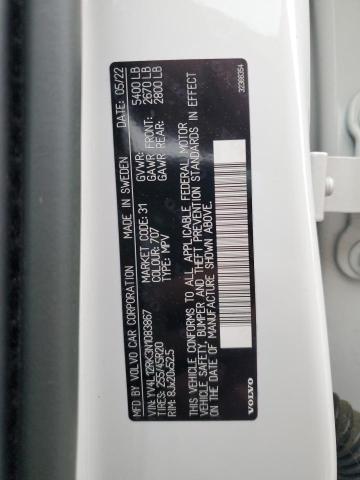 MFD BY VOLVO CAR CORPORATION MADE IN SWEDEN DATE: 05/22
VIN: YV4L12RK3N1083867 MARKET CODE: 31 GVWR: 5400 LB
TIRES: 255/45R20 COLOUR: 707 GAWR FRONT: 2670 LB
RIM: 8Jx20x52.5 TYPE: MPV GAWR REAR: 2800 LB
THIS VEHICLE CONFORMS TO ALL APPLICABLE FEDERAL MOTOR
VEHICLE SAFETY, BUMPER AND THEFT PREVENTION STANDARDS IN EFFECT
ON THE DATE OF MANUFACTURE SHOWN ABOVE.
VOLVO 32368354